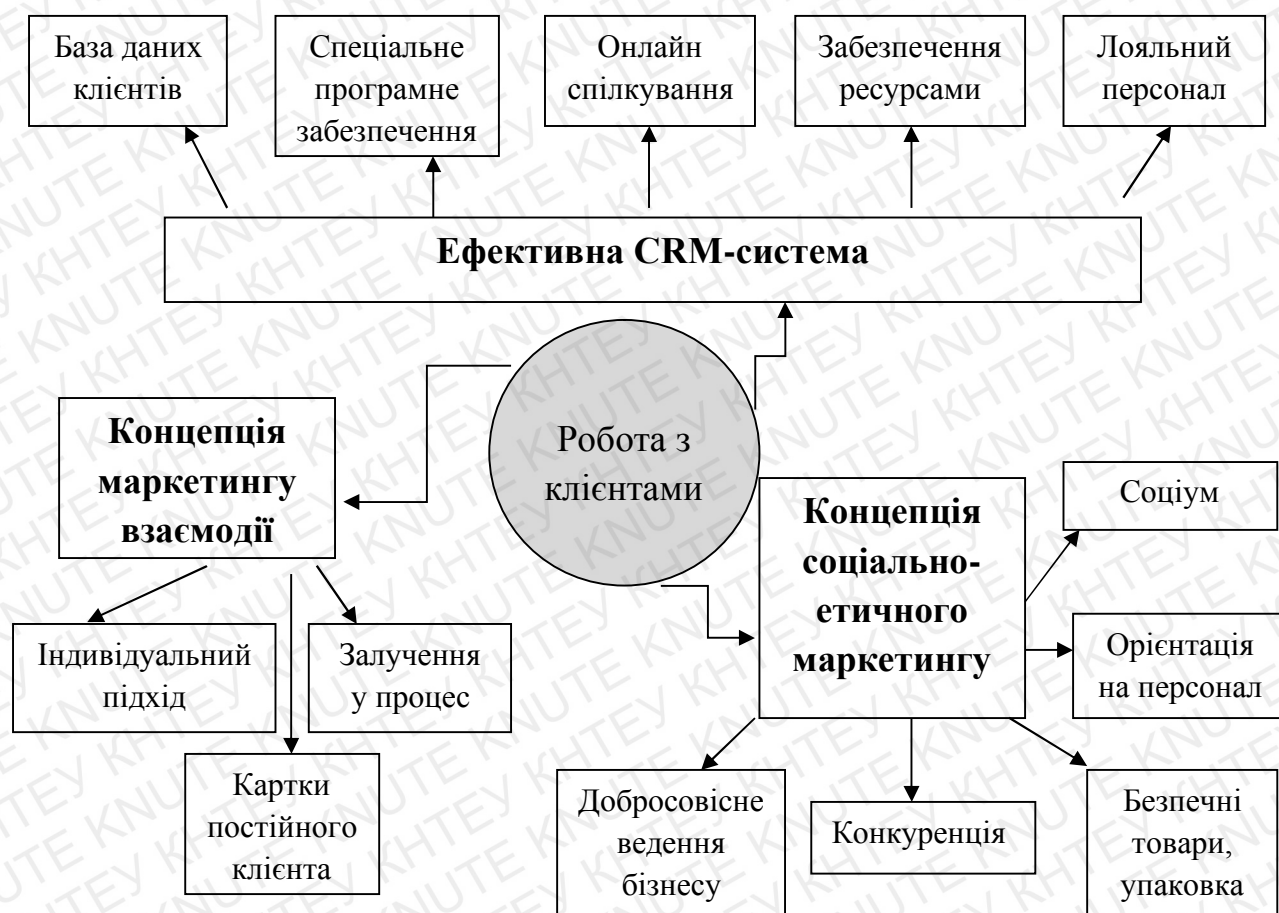 База даних
клієнтів
Спеціальне
програмне
забезпечення
Онлайн
спілкування
Забезпечення
ресурсами
Лояльний
персонал
Ефективна CRM-система
Робота з
клієнтами
Концепція
маркетингу
взаємодії
Концепція
соціально-
етичного
маркетингу
Соціум
Орієнтація
на персонал
Індивідуальний
підхід
Залучення
у процес
Картки
постійного
клієнта
Добросовісне
ведення
бізнесу
Конкуренція
Безпечні
товари,
упаковка